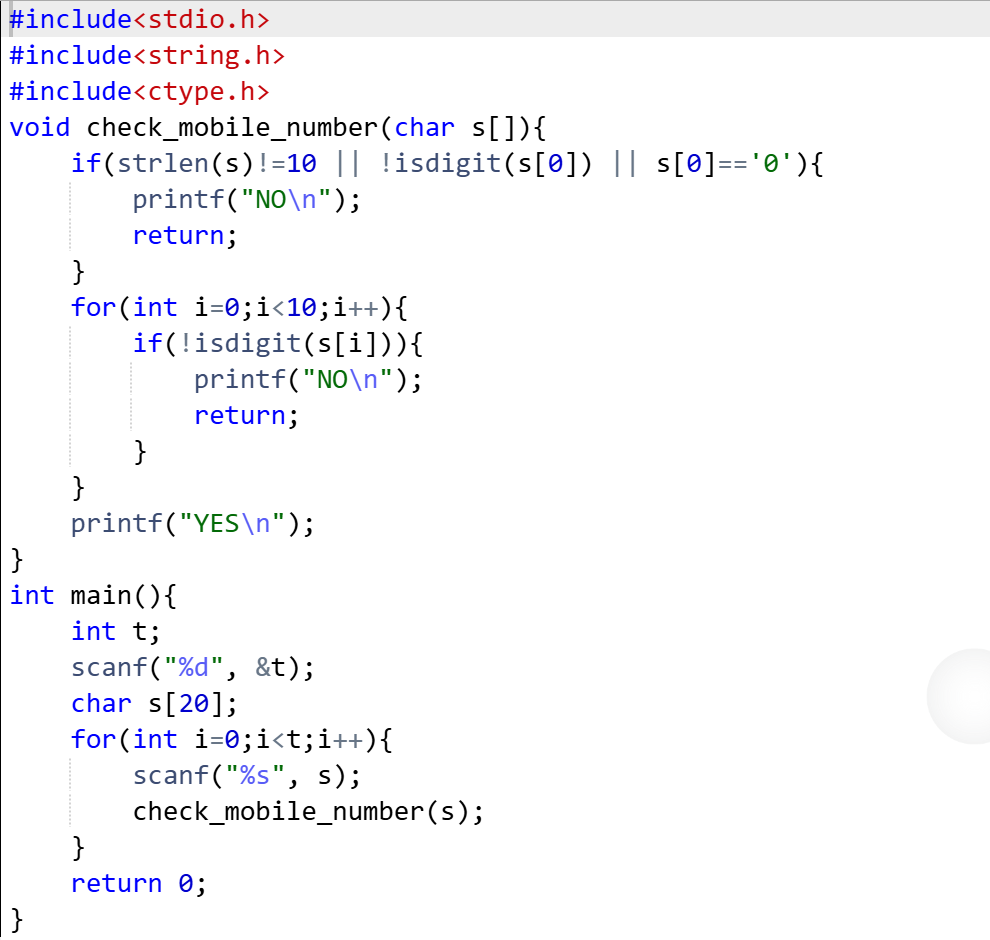 #include<stdio.h>
#include<string.h>
#include<ctype.h>
void check_mobile_number(char s[]){
    if(strlen(s)!=10 || !isdigit(s[0]) || s[0]=='0'){
        printf("NO\n");
        return;
    }
    for(int i=0;i<10;i++){
        if(!isdigit(s[i])){
            printf("NO\n");
            return;
        }
    }
    printf("YES\n");
}
int main(){
    int t;
    scanf("%d", &t);
    char s[20];
    for(int i=0;i<t;i++){
        scanf("%s", s);
        check_mobile_number(s);
    }
    return 0;
}